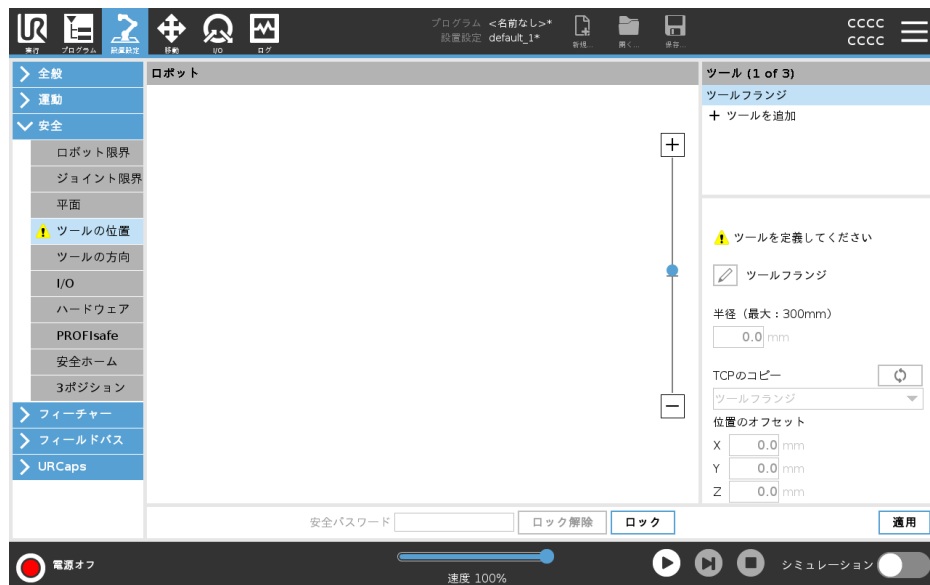 プログラム <名前なし>*
設置設定 default_1*
実行
プログラム
設置設定
移動
I/O
ログ
新規...
開く...
保存...
CCCC
CCCC
全般
運動
安全
ロボット限界
ジョイント限界
平面
ツールの位置
ツールの方向
I/O
ハードウェア
PROFIsafe
安全ホーム
3ポジション
フィーチャー
フィールドバス
URCaps
ロボット
ツール (1 of 3)
ツールフランジ
ツールを追加
ツールを定義してください
ツールフランジ
半径（最大：300mm）
0.0 mm
TCPのコピー
ツールフランジ
位置のオフセット
X 0.0 mm
Y 0.0 mm
Z 0.0 mm
安全パスワード ロック解除 ロック 適用
電源オフ
速度 100%
シミュレーション